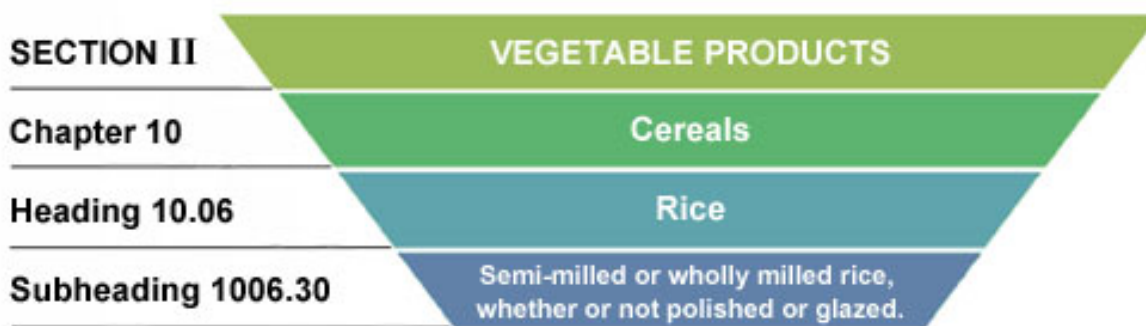 SECTION II VEGETABLE PRODUCTS
Chapter 10 Cereals
Heading 10.06 Rice
Subheading 1006.30 Semi-milled or wholly milled rice,
whether or not polished or glazed.